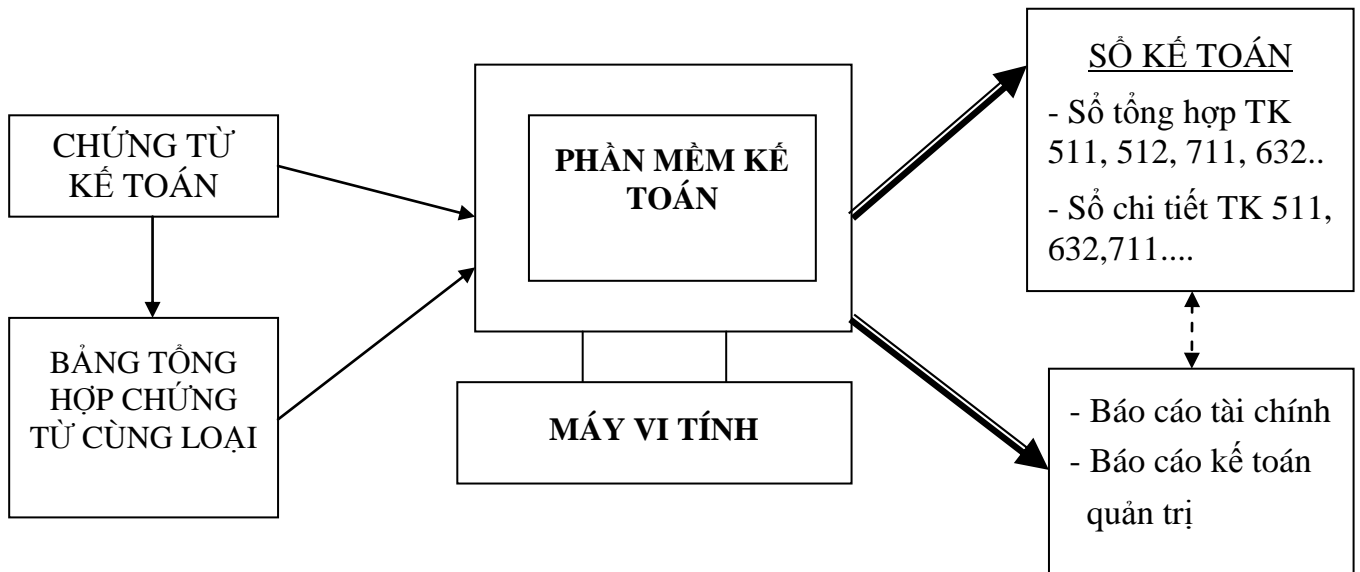 CHỨNG TỪ
KẾ TOÁN
BẢNG TỔNG
HỢP CHỨNG
TỪ CÙNG LOẠI
PHẦN MỀM KẾ
TOÁN
MÁY VI TÍNH
SỔ KẾ TOÁN
- Sổ tổng hợp TK
511, 512, 711, 632..
- Sổ chi tiết TK 511,
632,711....
- Báo cáo tài chính
- Báo cáo kế toán
quản trị